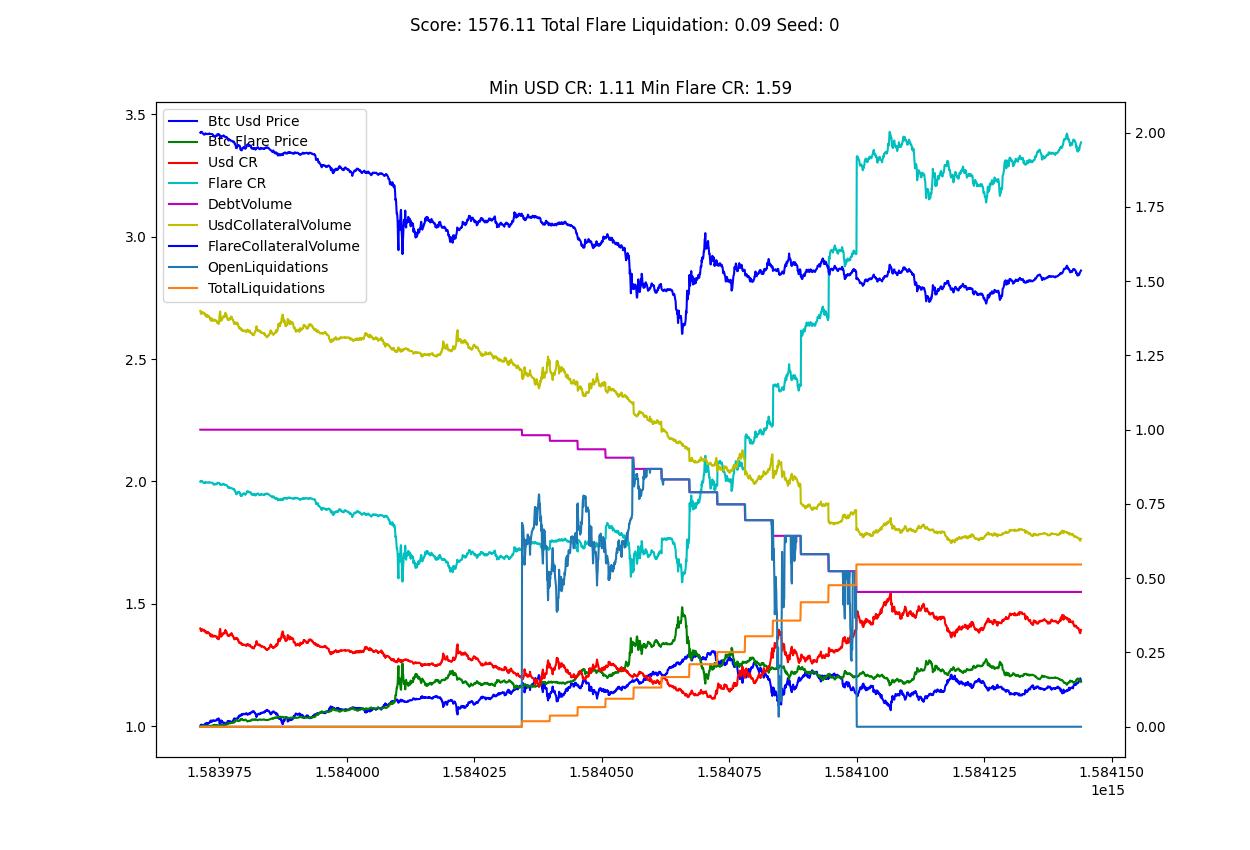 Score: 1576.11 Total Flare Liquidation: 0.09 Seed: 0
Min USD CR: 1.11 Min Flare CR: 1.59
Btc Usd Price
Btc Flare Price
Usd CR
Flare CR
DebtVolume
UsdCollateralVolume
FlareCollateralVolume
OpenLiquidations
TotalLiquidations
3.5
3.0
2.5
2.0
1.5
1.0
2.00
1.75
1.50
1.25
1.00
0.75
0.50
0.25
0.00
1.583975 1.584000 1.584025 1.584050 1.584075 1.584100 1.584125 1.584150
1e15